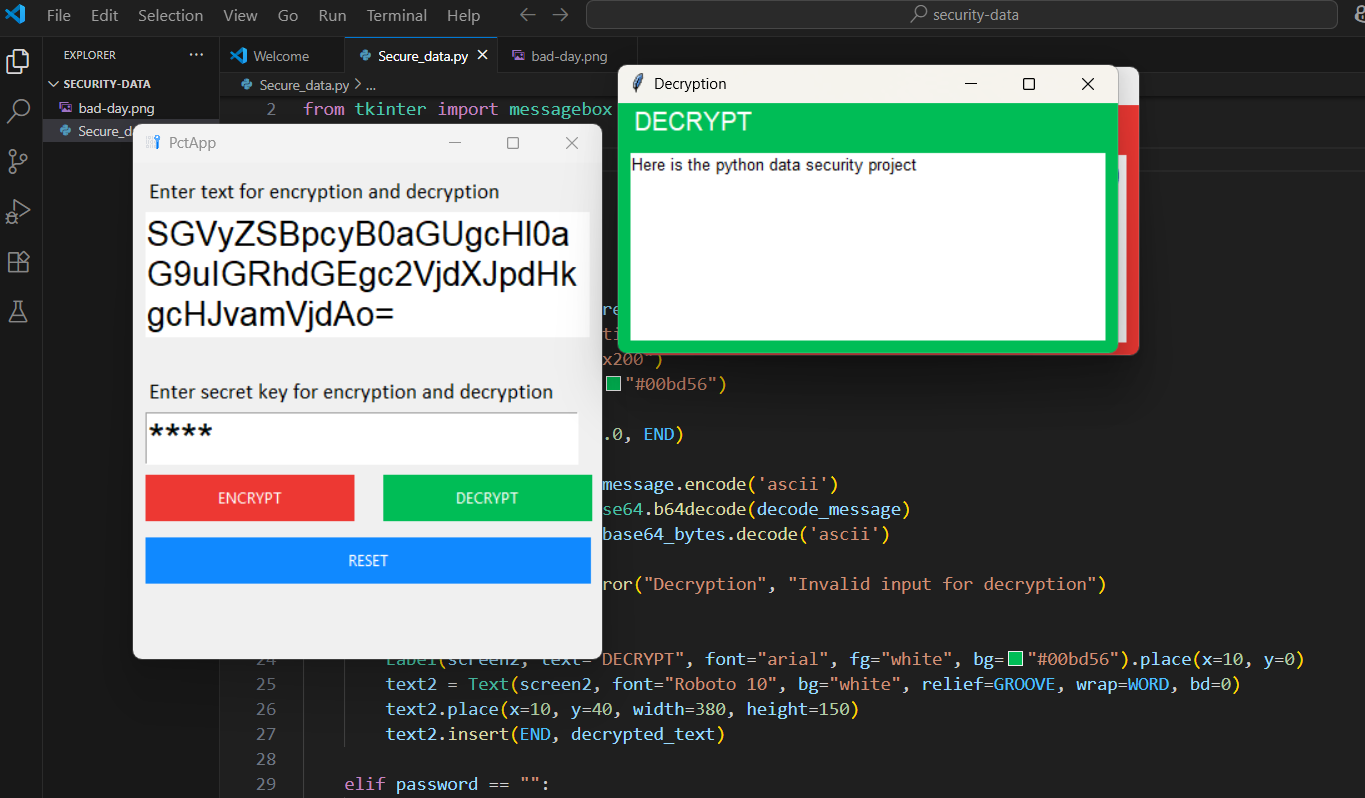 File Edit Selection View Go Run Terminal Help
security-data
EXPLORER
SECURITY-DATA
bad-day.png
Welcome
Secure_data.py
bad-day.png
Secure_data.py > ...
2 from tkinter import messagebox
PctApp
Enter text for encryption and decryption
SGVyZSBpcyB0aGUgcHl0a
G9uIGRhdGEgc2VjdXJpdHk
gcHJvamVjdAo=
Enter secret key for encryption and decryption
****
ENCRYPT
DECRYPT
RESET
Decryption
DECRYPT
Here is the python data security project
x200")
"#00bd56")
.0, END)
message.encode('ascii')
se64.b64decode(decode_message)
base64_bytes.decode('ascii')
ror("Decryption", "Invalid input for decryption")
24 Label(screen2, text="DECRYPT", font="arial", fg="white", bg="#00bd56").place(x=10, y=0)
25 text2 = Text(screen2, font="Roboto 10", bg="white", relief=GROOVE, wrap=WORD, bd=0)
26 text2.place(x=10, y=40, width=380, height=150)
27 text2.insert(END, decrypted_text)
28
29 elif password == "":